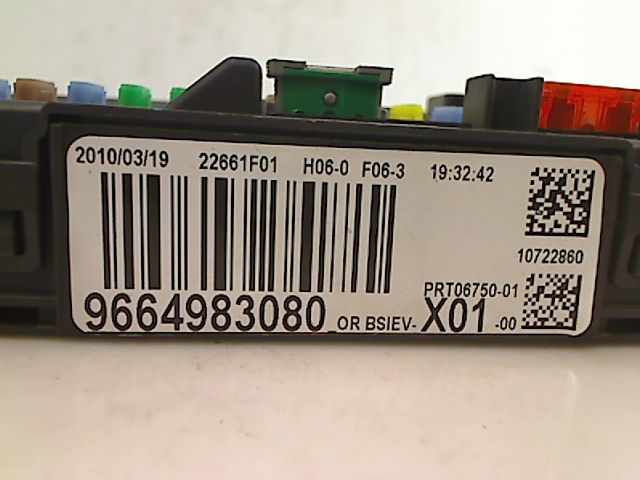 2010/03/19 22661F01 H06-0 F06-3 19:32:42
10722860
PRT06750-01
9664983080 OR BSIEV- X01 -00